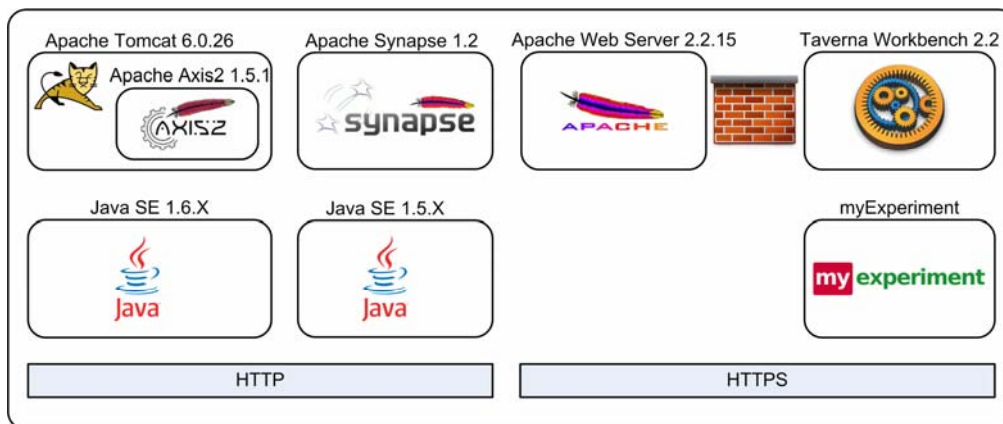 Apache Tomcat 6.0.26
Apache Synapse 1.2
Apache Web Server 2.2.15
Taverna Workbench 2.2
Apache Axis2 1.5.1
AXIS2
synapse
APACHE
Java SE 1.6.X
Java SE 1.5.X
myExperiment
Java
Java
my experiment
HTTP
HTTPS